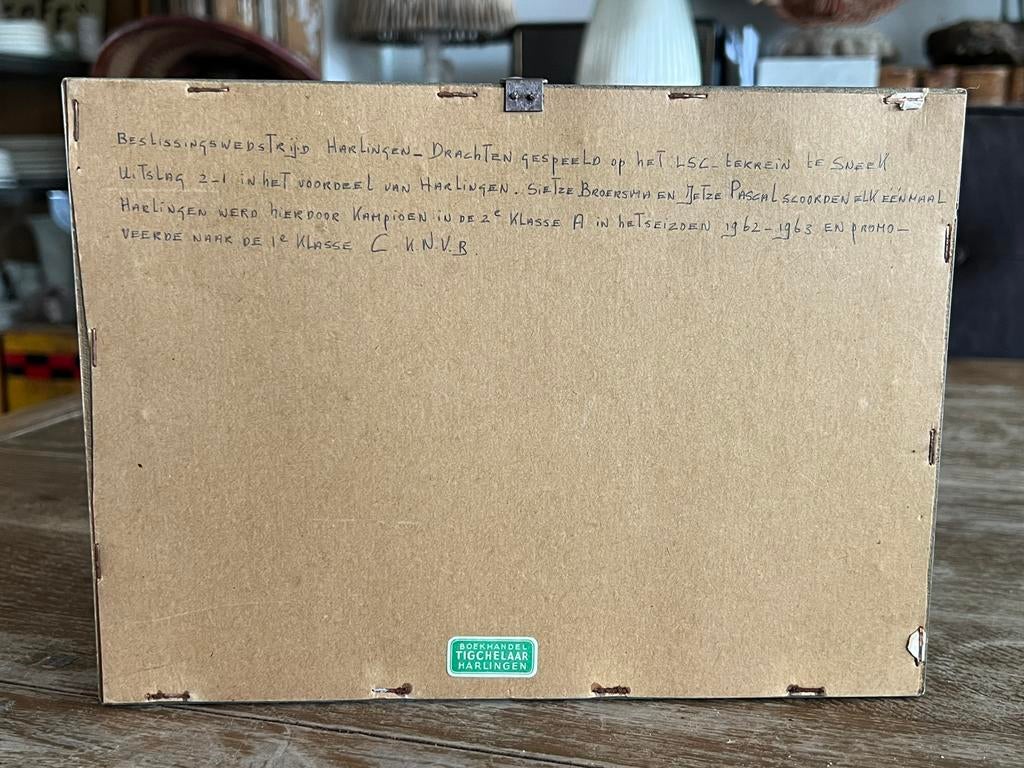 BESLISSINGSWEDSTRIJD HARLINGEN - DRACHTEN GESPEELD OP HET LSC-TERREIN TE SNEEK
UITSLAG 2-1 IN HET VOORDEEL VAN HARLINGEN. SIETZE BROERSMA EN JETZE PASCAL SCOORDEN ELK EÉNMAAL
HARLINGEN WERD HIERDOOR KAMPIOEN IN DE 2e KLASSE A IN HET SEIZOEN 1962-1963 EN PROMO-
VEERDE NAAR DE 1e KLASSE C K.N.V.B.
BOEKHANDEL
TIGCHELAAR
HARLINGEN